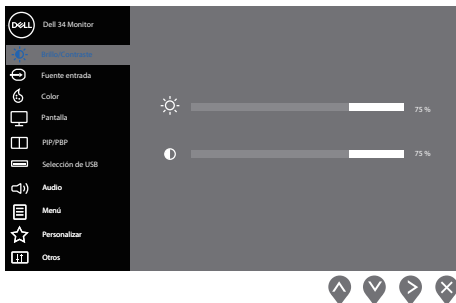 DELL
Dell 34 Monitor
Brillo/Contraste
Fuente entrada
Color
75 %
Pantalla
PIP/PBP
75 %
Selección de USB
Audio
Menú
Personalizar
Otros